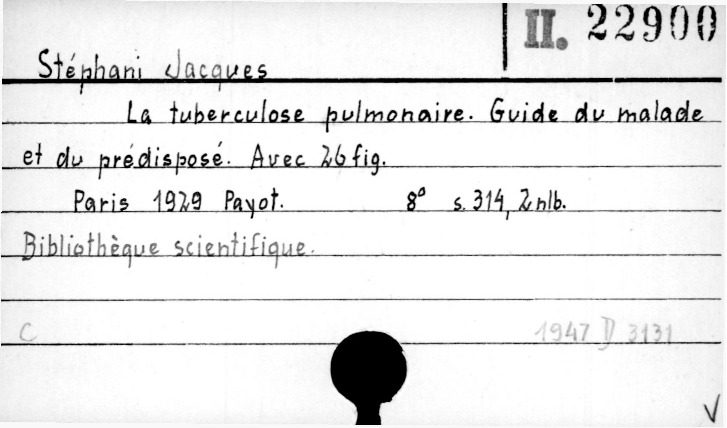 II. 22900
Stéphani Jacques
La tuberculose pulmonaire. Guide du malade
et du prédisposé. Avec 26 fig.
Paris 1929 Payot. 8° s. 314, 2 nlb.
Bibliothèque scientifique.
C 1947 D 3131
V